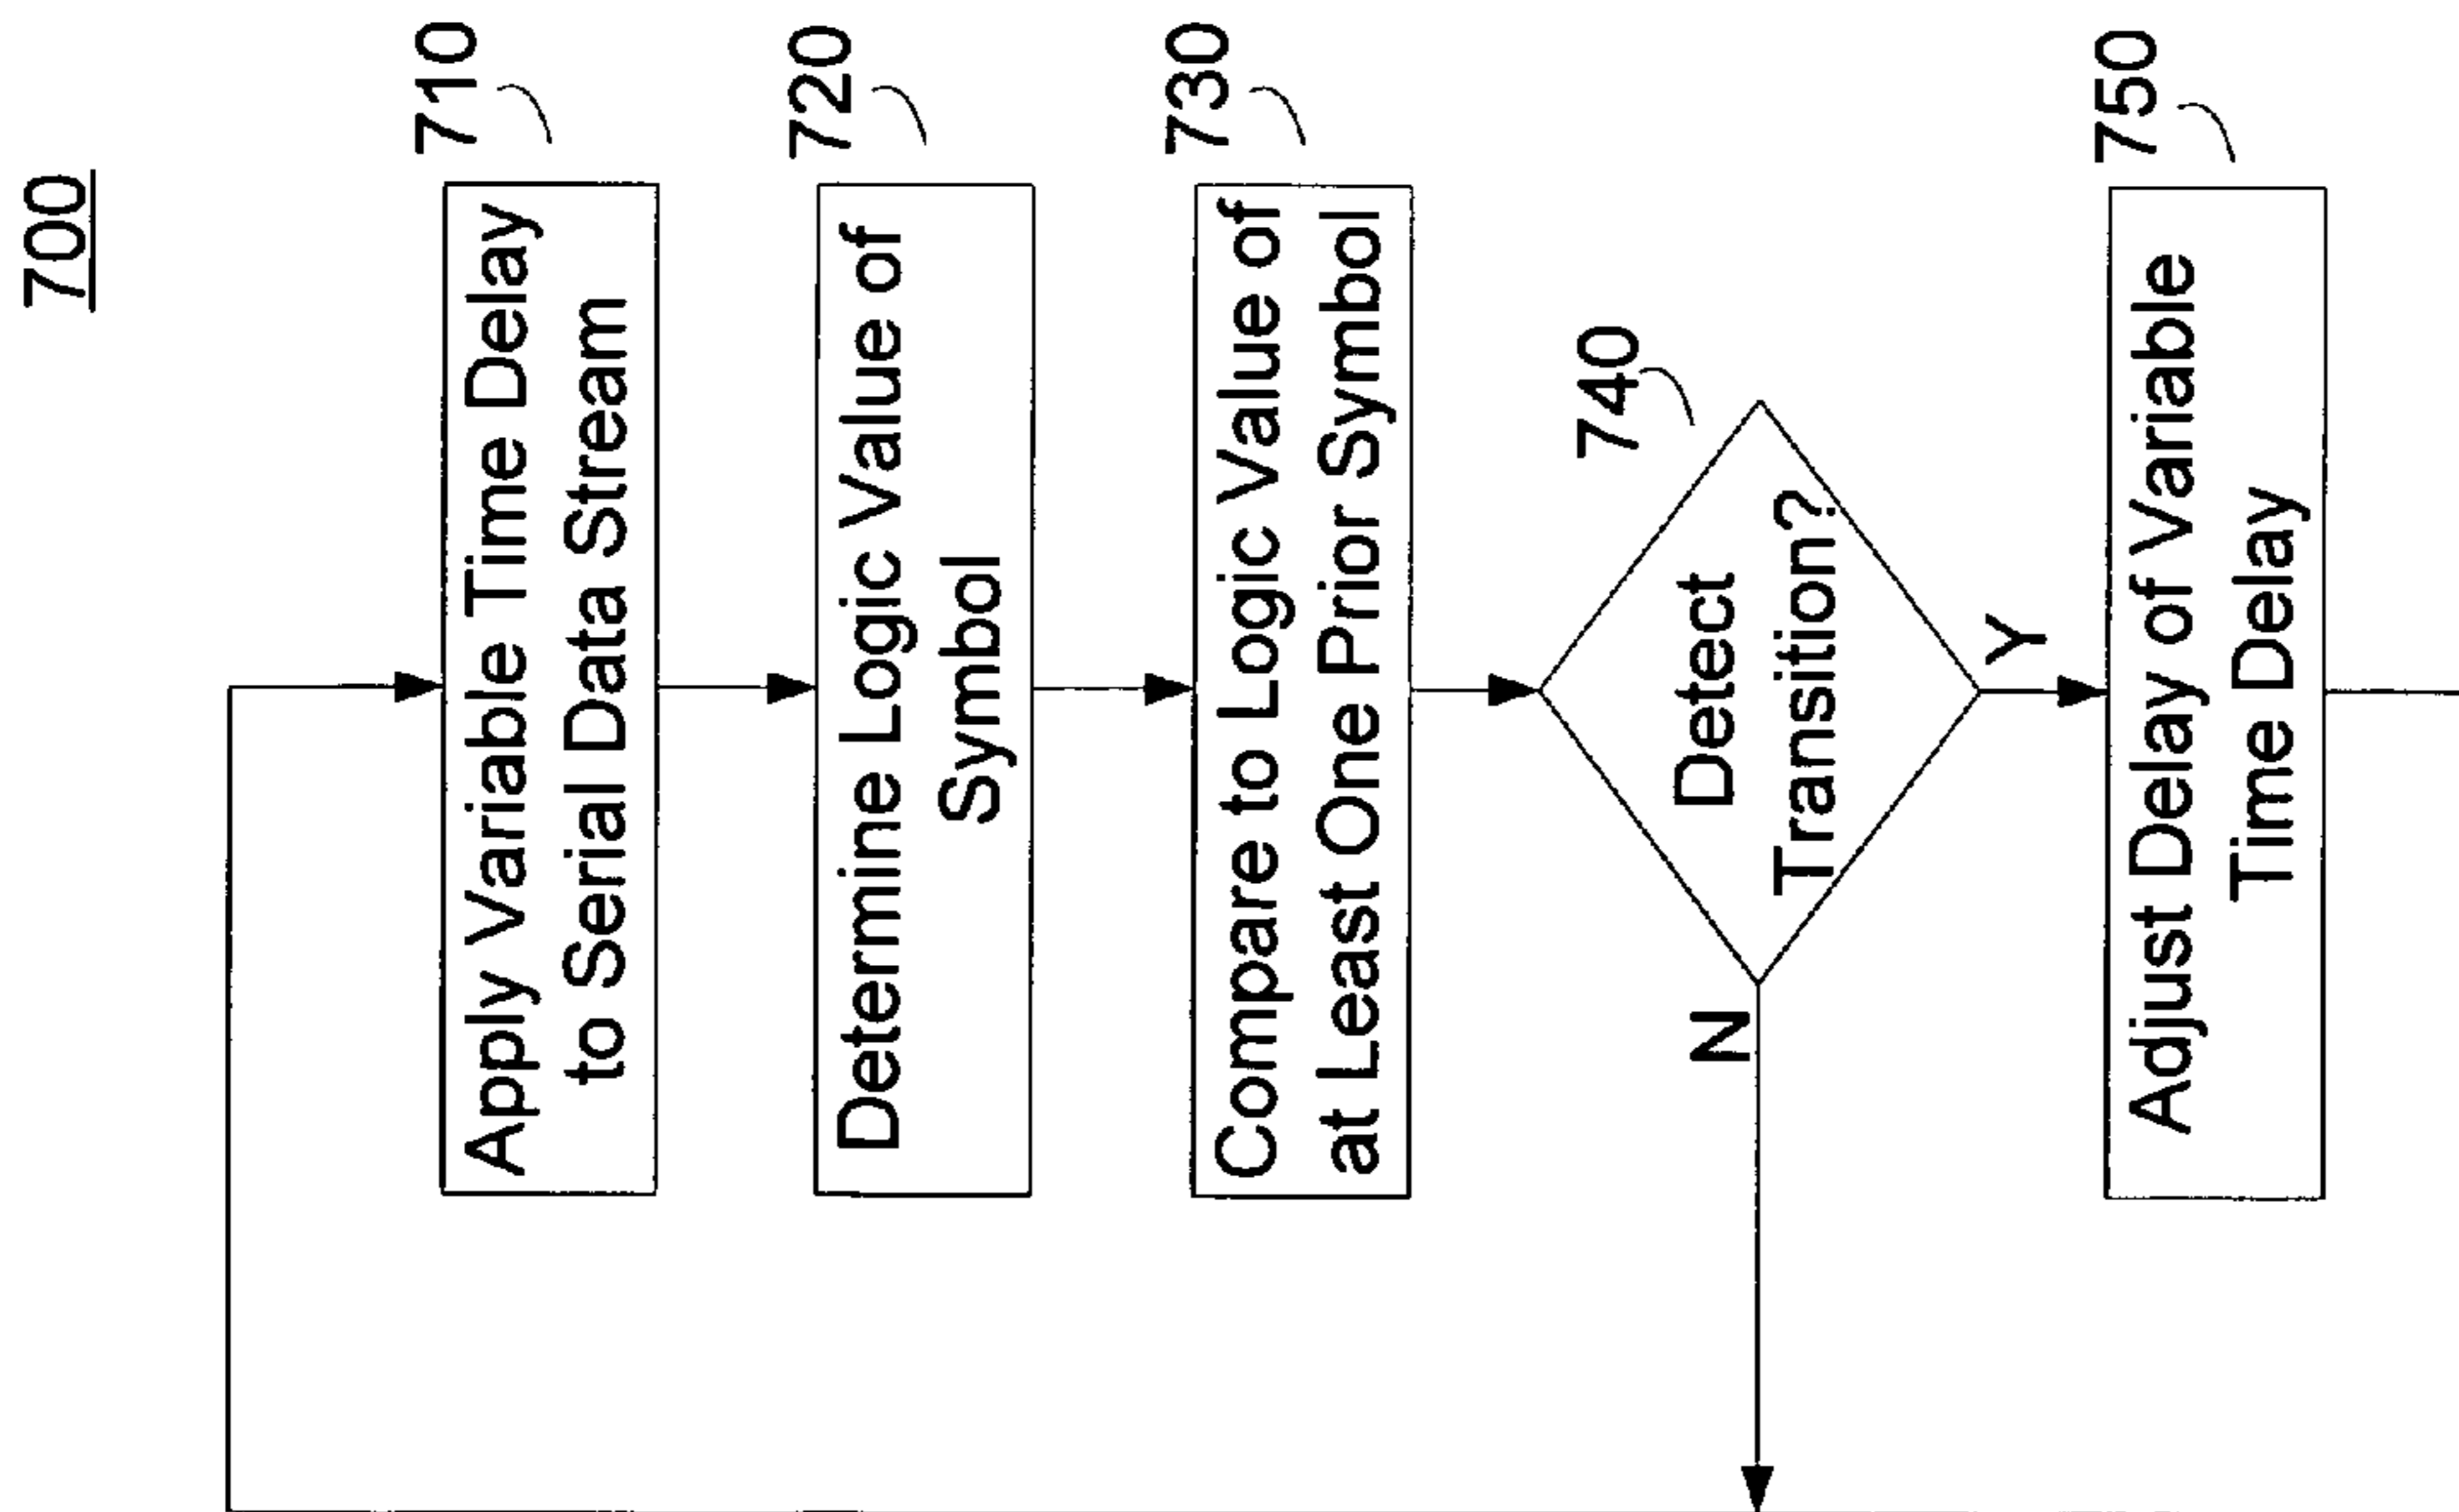 700
710
Apply Variable Time Delay
to Serial Data Stream
720
Determine Logic Value of
Symbol
730
Compare to Logic Value of
at Least One Prior Symbol
740
Detect
Transition?
N
Y
750
Adjust Delay of Variable
Time Delay